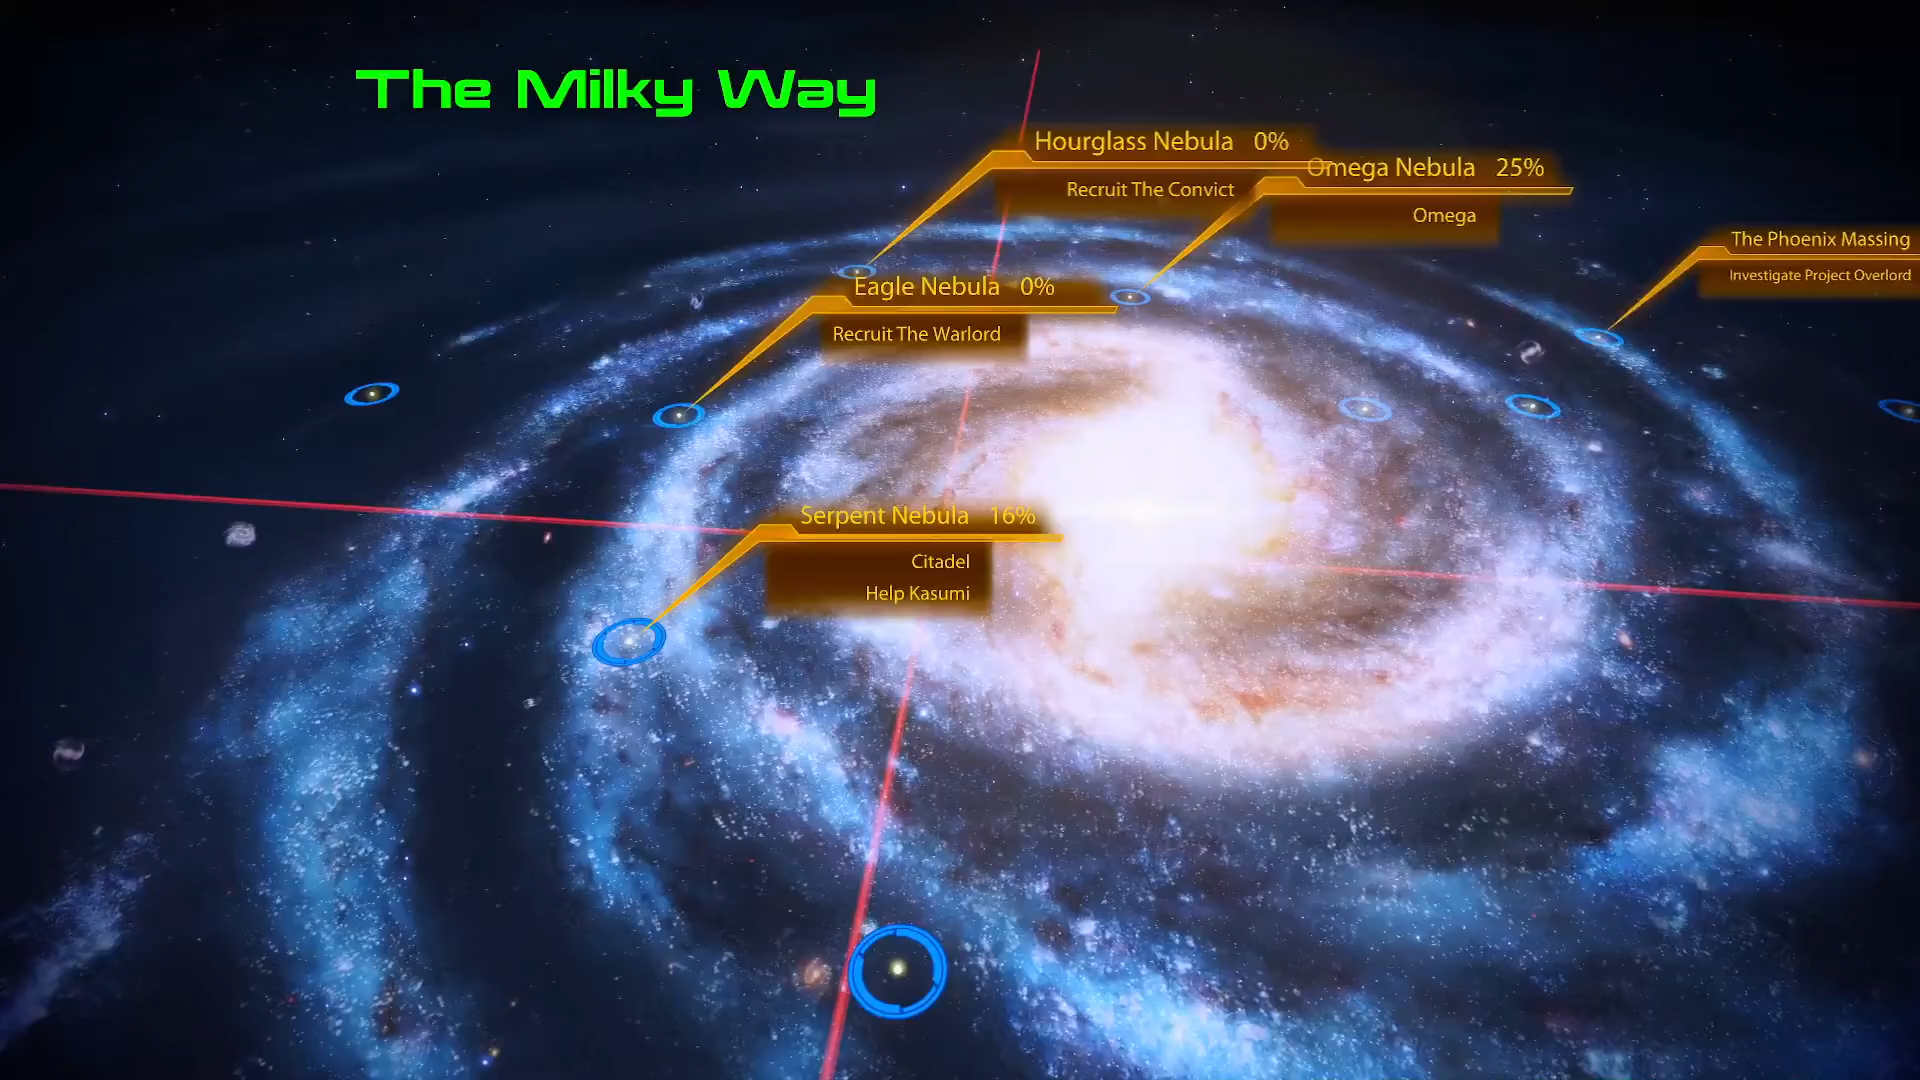 The Milky Way
Hourglass Nebula 0%
Recruit The Convict
Omega Nebula 25%
Omega
The Phoenix Massing
Investigate Project Overlord
Eagle Nebula 0%
Recruit The Warlord
Serpent Nebula 16%
Citadel
Help Kasumi